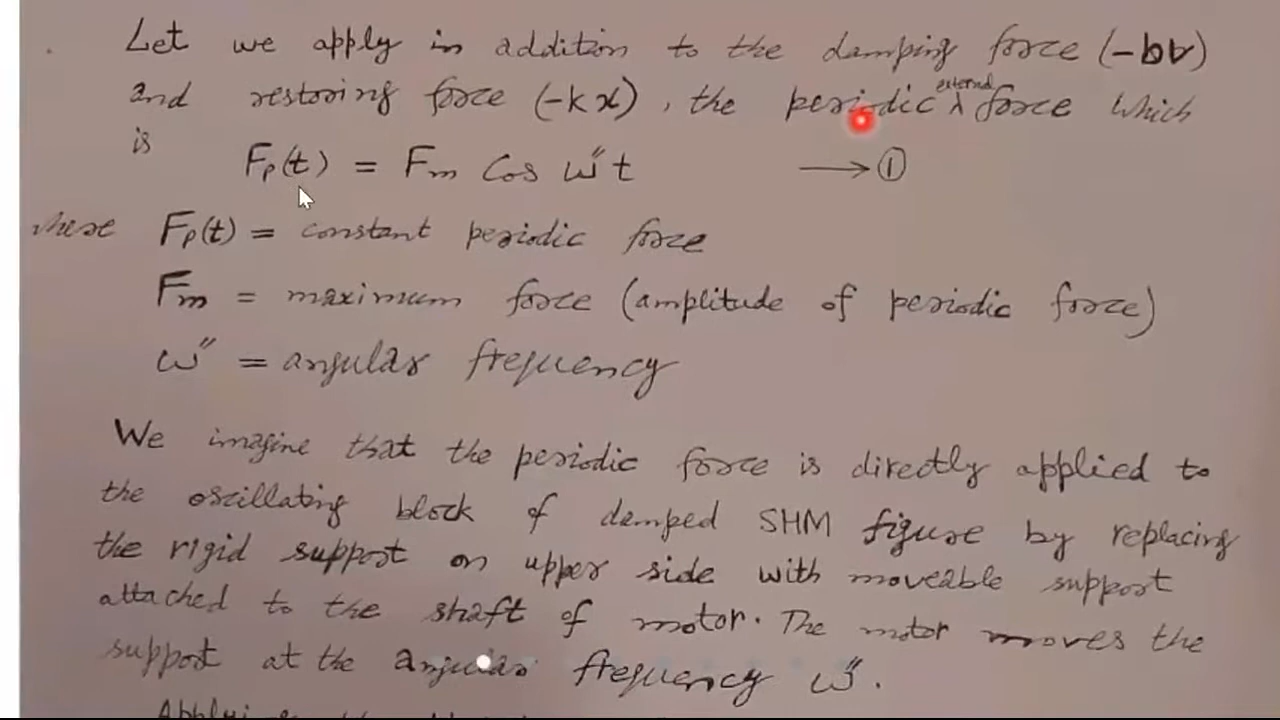 Let we apply in addition to the damping force (-bv)
and restoring force (-kx), the periodic external force which
is
Fp(t) = Fm Cos ω"t → ①
where Fp(t) = constant periodic force
Fm = maximum force (amplitude of periodic force)
ω" = angular frequency
We imagine that the periodic force is directly applied to
the oscillating block of damped SHM figure by replacing
the rigid support on upper side with moveable support
attached to the shaft of motor. The motor moves the
support at the angular frequency ω".